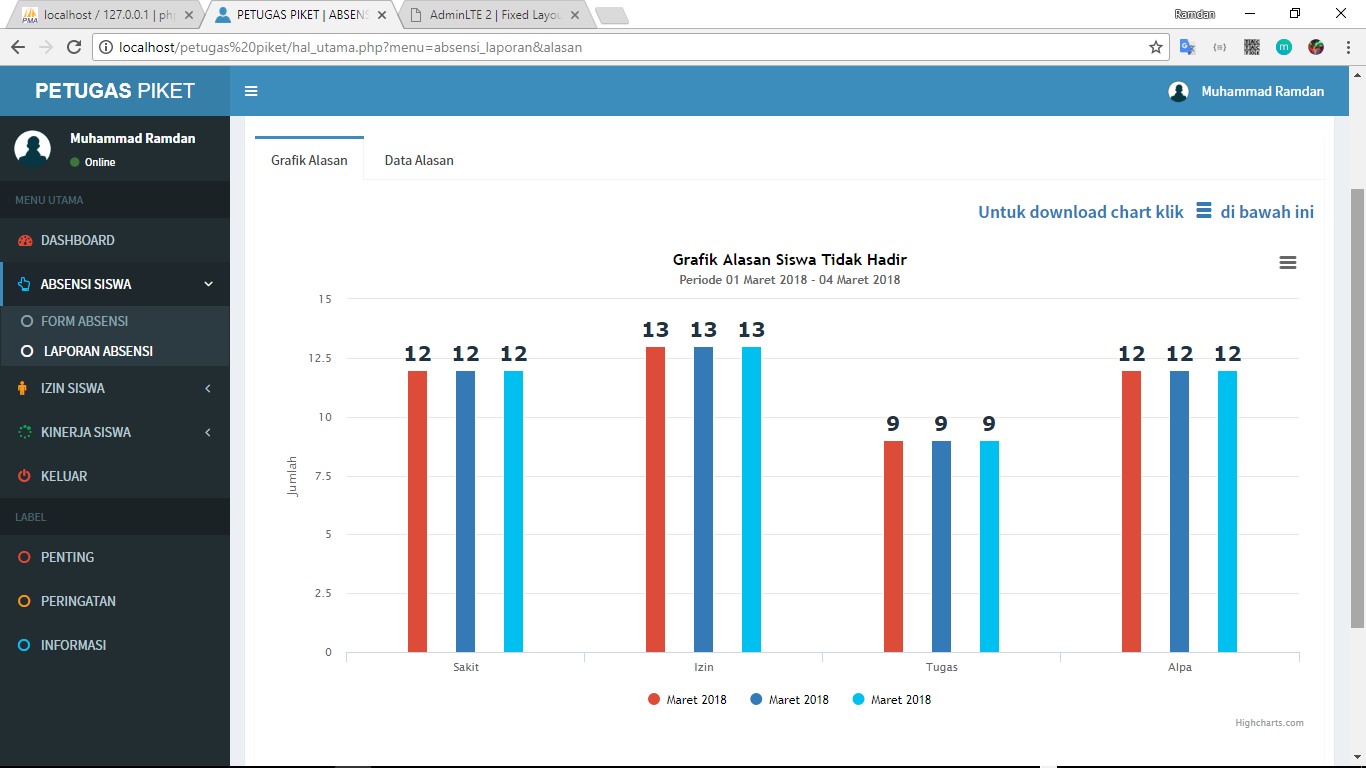 localhost / 127.0.0.1 | php
PETUGAS PIKET | ABSENS
AdminLTE 2 | Fixed Layou
Ramdan
localhost/petugas%20piket/hal_utama.php?menu=absensi_laporan&alasan
PETUGAS PIKET
Muhammad Ramdan
Muhammad Ramdan
Online
MENU UTAMA
DASHBOARD
ABSENSI SISWA
FORM ABSENSI
LAPORAN ABSENSI
IZIN SISWA
KINERJA SISWA
KELUAR
LABEL
PENTING
PERINGATAN
INFORMASI
Grafik Alasan
Data Alasan
Untuk download chart klik di bawah ini
Grafik Alasan Siswa Tidak Hadir
Periode 01 Maret 2018 - 04 Maret 2018
Jumlah
15
12.5
10
7.5
5
2.5
0
12 12 12
13 13 13
9 9 9
12 12 12
Sakit Izin Tugas Alpa
Maret 2018 Maret 2018 Maret 2018
Highcharts.com